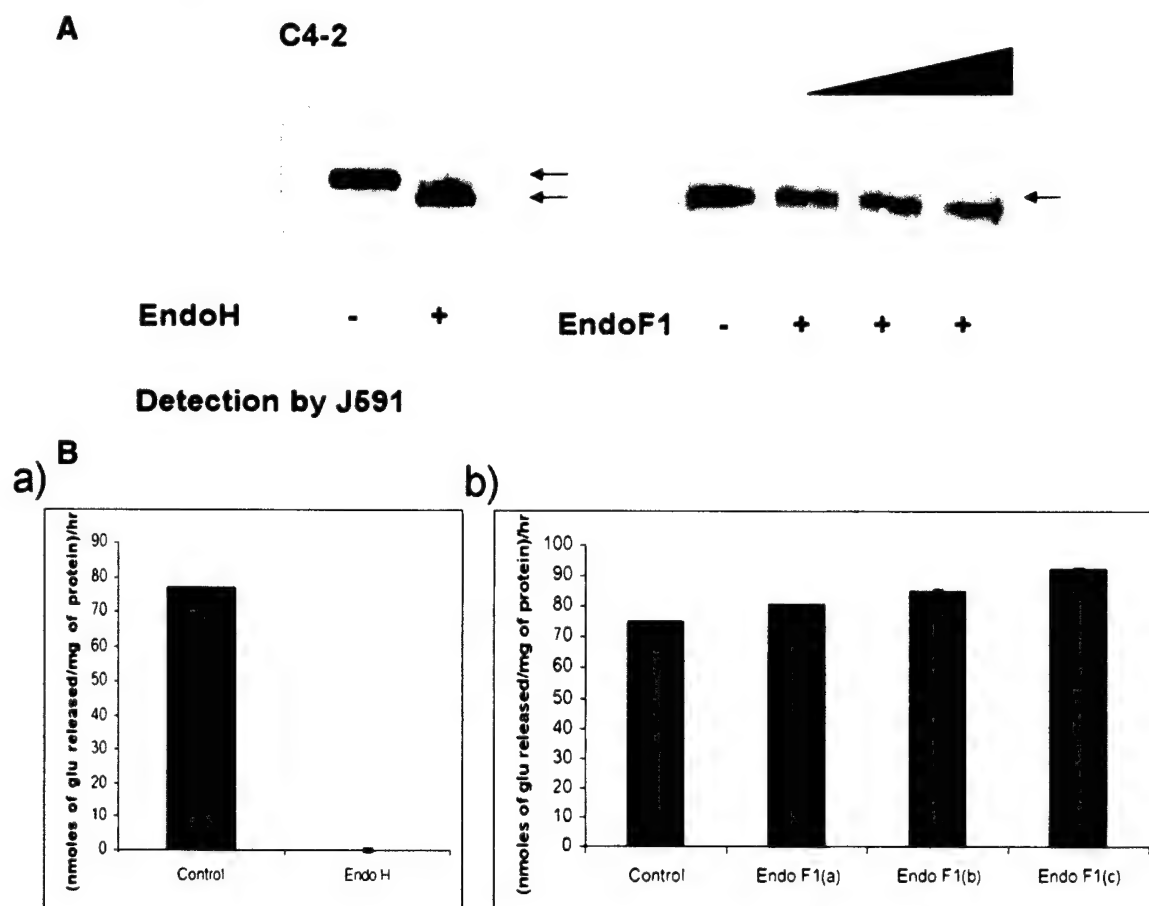 A
C4-2
EndoH - +
EndoF1 - + + +
Detection by J591
B
a)
(nmoles of glu released/mg of protein)/hr
90
80
70
60
50
40
30
20
10
0
Control Endo H
b)
(nmoles of glu released/mg of protein)/hr
100
90
80
70
60
50
40
30
20
10
0
Control Endo F1(a) Endo F1(b) Endo F1(c)